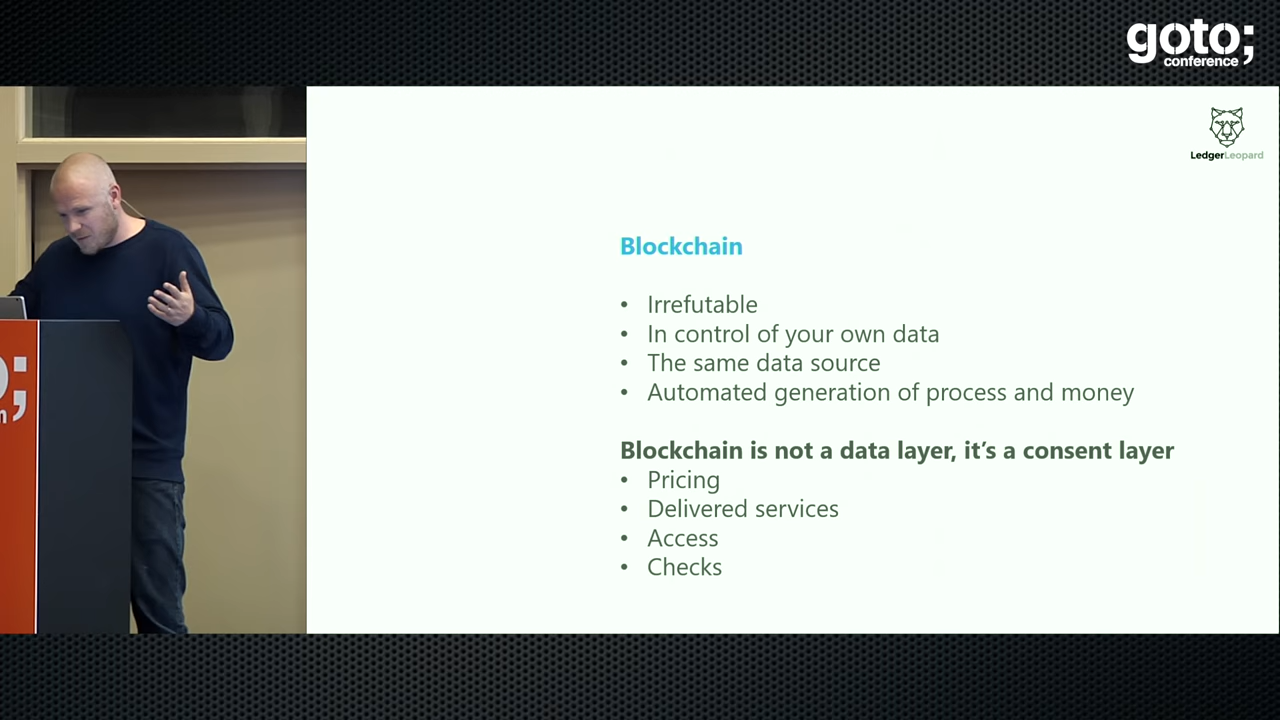 goto;
conference
LedgerLeopard
Blockchain
• Irrefutable
• In control of your own data
• The same data source
• Automated generation of process and money
Blockchain is not a data layer, it’s a consent layer
• Pricing
• Delivered services
• Access
• Checks